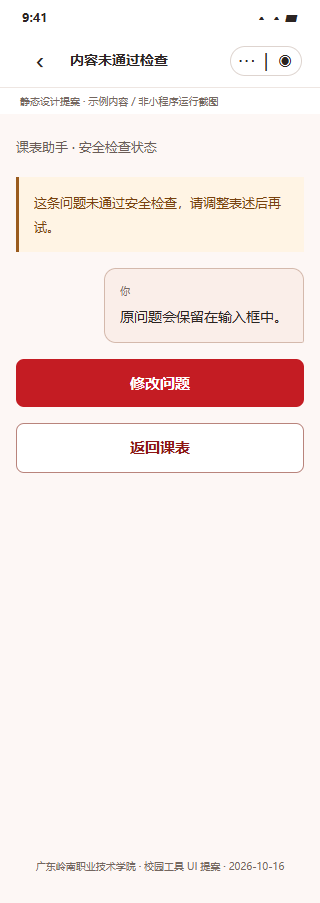 9:41
内容未通过检查
静态设计提案 · 示例内容 / 非小程序运行截图
课表助手 · 安全检查状态
这条问题未通过安全检查，请调整表述后再
试。
你
原问题会保留在输入框中。
修改问题
返回课表
广东岭南职业技术学院 · 校园工具 UI 提案 · 2026-10-16